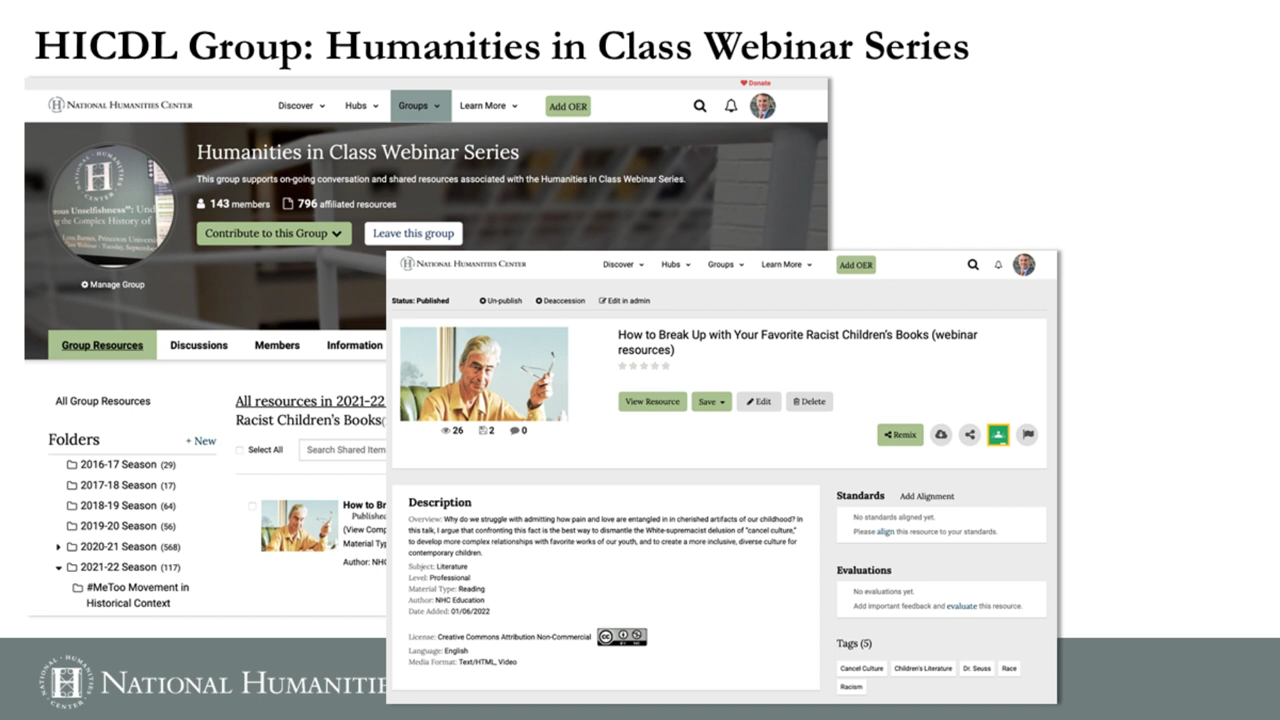 HICDL Group: Humanities in Class Webinar Series
Donate
NATIONAL HUMANITIES CENTER
Discover
Hubs
Groups
Learn More
Add OER
NATIONAL HUMANITIES CENTER
Humanities in Class Webinar Series
This group supports on-going conversation and shared resources associated with the Humanities in Class Webinar Series.
143 members
796 affiliated resources
Contribute to this Group
Leave this group
Manage Group
Group Resources
Discussions
Members
Information
All Group Resources
Folders
+ New
2016-17 Season (29)
2017-18 Season (17)
2018-19 Season (64)
2019-20 Season (56)
2020-21 Season (568)
2021-22 Season (117)
#MeToo Movement in
Historical Context
All resources in 2021-22
Racist Children's Books
Select All
Search Shared Item
How to Br
Publishe
(View Comp
Material Typ
Author: NHC
NATIONAL HUMANITIES CENTER
Discover
Hubs
Groups
Learn More
Add OER
Status: Published
Un-publish
Deaccession
Edit in admin
How to Break Up with Your Favorite Racist Children's Books (webinar
resources)
View Resource
Save
Edit
Delete
26
2
0
Remix
Description
Overview: Why do we struggle with admitting how pain and love are entangled in in cherished artifacts of our childhood? In
this talk, I argue that confronting this fact is the best way to dismantle the White-supremacist delusion of "cancel culture,"
to develop more complex relationships with favorite works of our youth, and to create a more inclusive, diverse culture for
contemporary children.
Subject: Literature
Level: Professional
Material Type: Reading
Author: NHC Education
Date Added: 01/06/2022
License: Creative Commons Attribution Non-Commercial
Language: English
Media Format: Text/HTML, Video
Standards
Add Alignment
No standards aligned yet.
Please align this resource to your standards.
Evaluations
No evaluations yet.
Add important feedback and evaluate this resource.
Tags (5)
Cancel Culture
Children's Literature
Dr. Seuss
Race
Racism
NATIONAL HUMANITIE